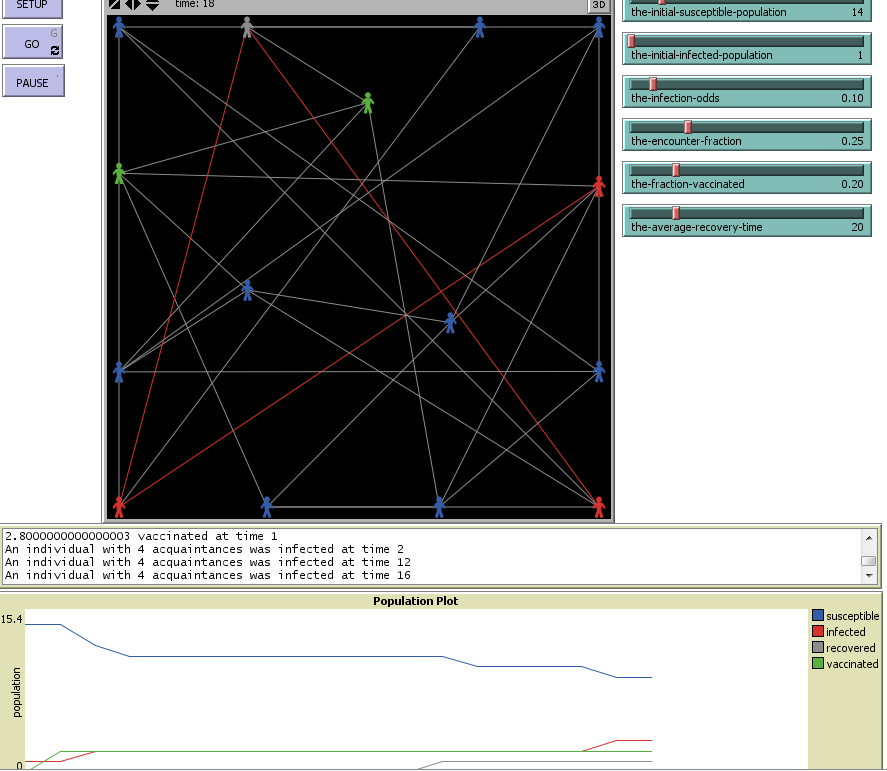 SETUP
time: 18
3D
GO
G
PAUSE
the-initial-susceptible-population 14
the-initial-infected-population 1
the-infection-odds 0.10
the-encounter-fraction 0.25
the-fraction-vaccinated 0.20
the-average-recovery-time 20
2.8000000000000003 vaccinated at time 1
An individual with 4 acquaintances was infected at time 2
An individual with 4 acquaintances was infected at time 12
An individual with 4 acquaintances was infected at time 16
Population Plot
15.4
population
0
susceptible
infected
recovered
vaccinated